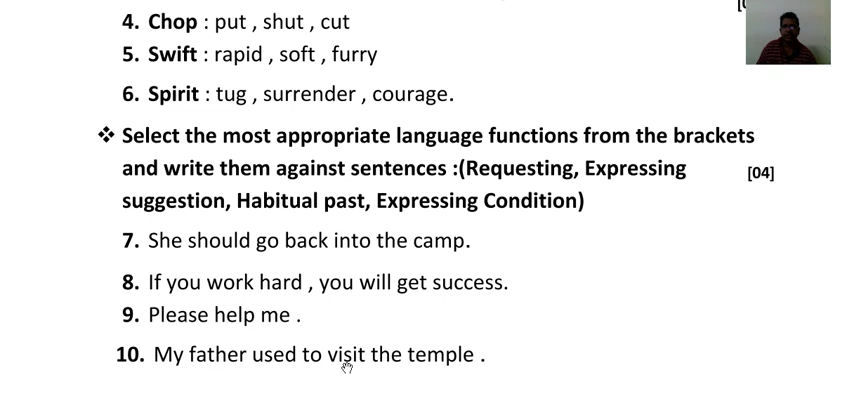 4. Chop : put , shut , cut
5. Swift : rapid , soft , furry
6. Spirit : tug , surrender , courage.
❖ Select the most appropriate language functions from the brackets
and write them against sentences :(Requesting, Expressing [04]
suggestion, Habitual past, Expressing Condition)
7. She should go back into the camp.
8. If you work hard , you will get success.
9. Please help me .
10. My father used to visit the temple .